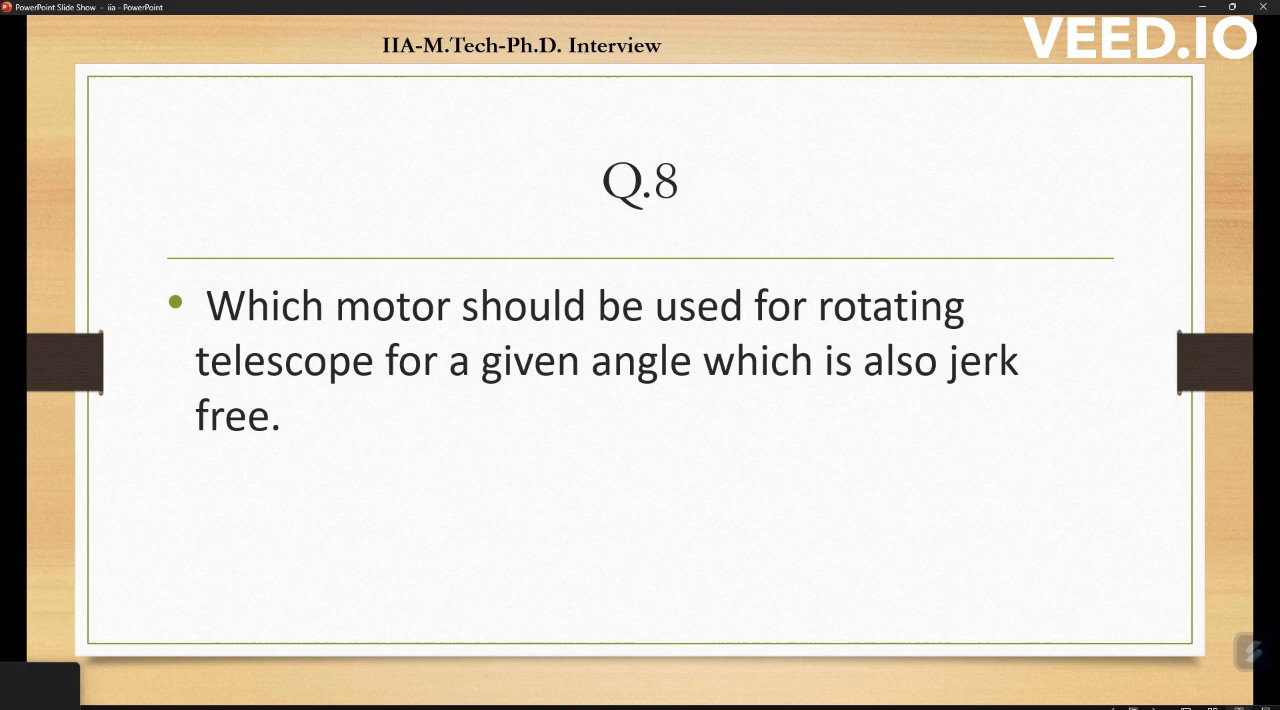 PowerPoint Slide Show - iia - PowerPoint
IIA-M.Tech-Ph.D. Interview
VEED.IO
Q.8
• Which motor should be used for rotating
telescope for a given angle which is also jerk
free.